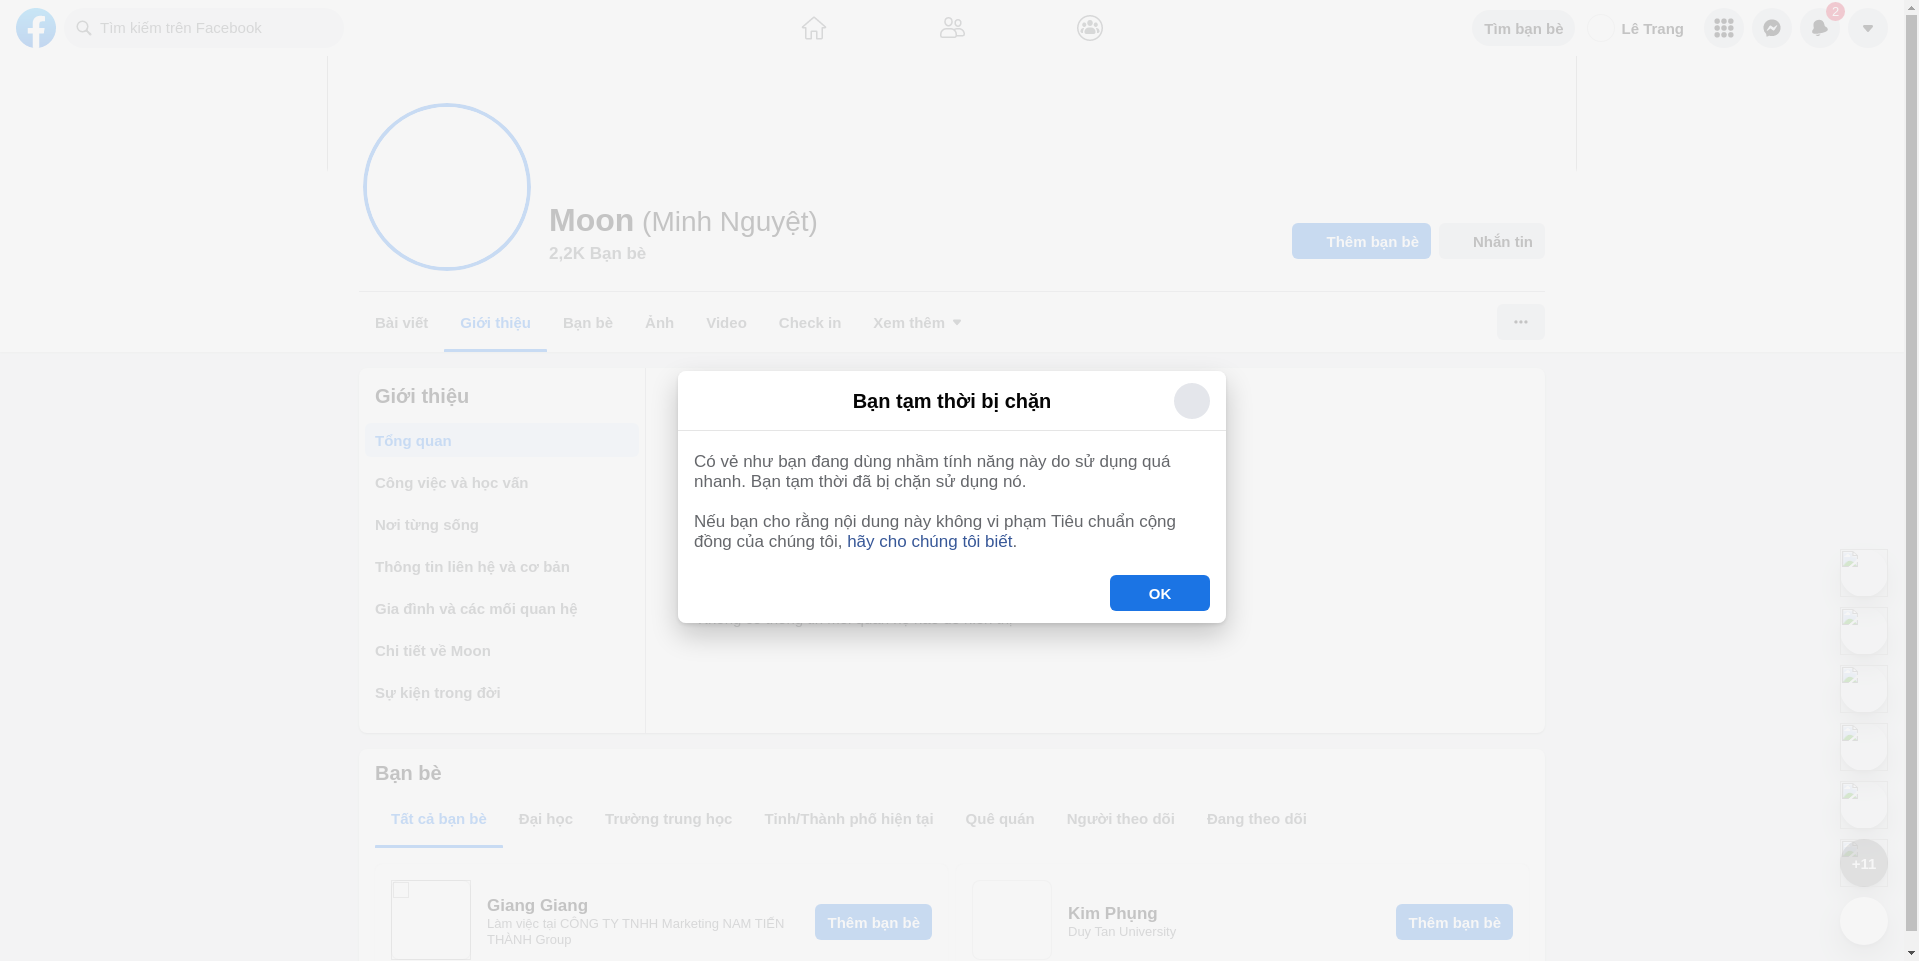 Tìm kiếm trên Facebook
Tìm bạn bè
Lê Trang
2
Moon (Minh Nguyệt)
2,2K Bạn bè
Thêm bạn bè
Nhắn tin
Bài viết Giới thiệu Bạn bè Ảnh Video Check in Xem thêm
Giới thiệu
Tổng quan
Công việc và học vấn
Nơi từng sống
Thông tin liên hệ và cơ bản
Gia đình và các mối quan hệ
Chi tiết về Moon
Sự kiện trong đời
Bạn tạm thời bị chặn
Có vẻ như bạn đang dùng nhầm tính năng này do sử dụng quá
nhanh. Bạn tạm thời đã bị chặn sử dụng nó.
Nếu bạn cho rằng nội dung này không vi phạm Tiêu chuẩn cộng
đồng của chúng tôi, hãy cho chúng tôi biết.
OK
Bạn bè
Tất cả bạn bè Đại học Trường trung học Tỉnh/Thành phố hiện tại Quê quán Người theo dõi Đang theo dõi
Giang Giang
Làm việc tại CÔNG TY TNHH Marketing NAM TIẾN
THÀNH Group
Thêm bạn bè
Kim Phụng
Duy Tan University
Thêm bạn bè
+11